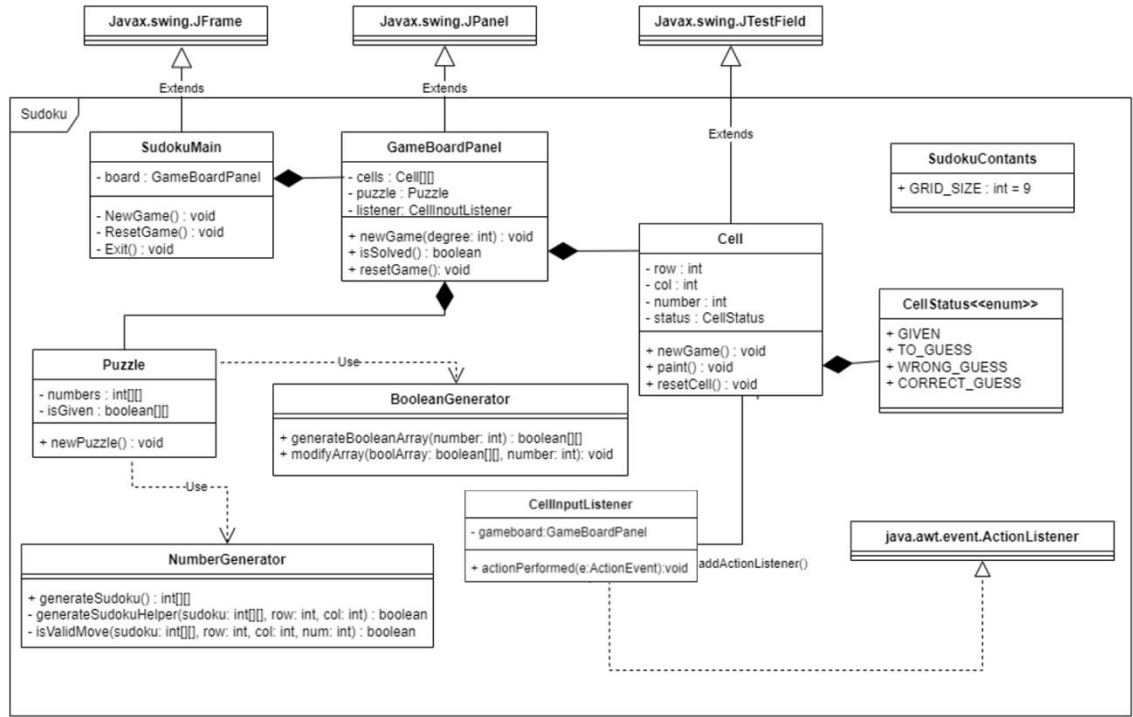 Javax.swing.JFrame
Javax.swing.JPanel
Javax.swing.JTestField
Extends
Extends
Extends
Sudoku
SudokuMain
- board : GameBoardPanel
- NewGame() : void
- ResetGame() : void
- Exit() : void
GameBoardPanel
- cells : Cell[][]
- puzzle : Puzzle
- listener: CellInputListener
+ newGame(degree: int) : void
+ isSolved() : boolean
+ resetGame(): void
SudokuContants
+ GRID_SIZE : int = 9
Cell
- row : int
- col : int
- number : int
- status : CellStatus
+ newGame() : void
+ paint() : void
+ resetCell() : void
CellStatus<<enum>>
+ GIVEN
+ TO_GUESS
+ WRONG_GUESS
+ CORRECT_GUESS
Puzzle
- numbers : int[][]
- isGiven : boolean[][]
+ newPuzzle() : void
Use
BooleanGenerator
+ generateBooleanArray(number: int) : boolean[][]
+ modifyArray(boolArray: boolean[][], number: int): void
Use
CellInputListener
- gameboard:GameBoardPanel
+ actionPerformed(e:ActionEvent):void
addActionListener()
java.awt.event.ActionListener
NumberGenerator
+ generateSudoku() : int[][]
- generateSudokuHelper(sudoku: int[][], row: int, col: int) : boolean
- isValidMove(sudoku: int[][], row: int, col: int, num: int) : boolean